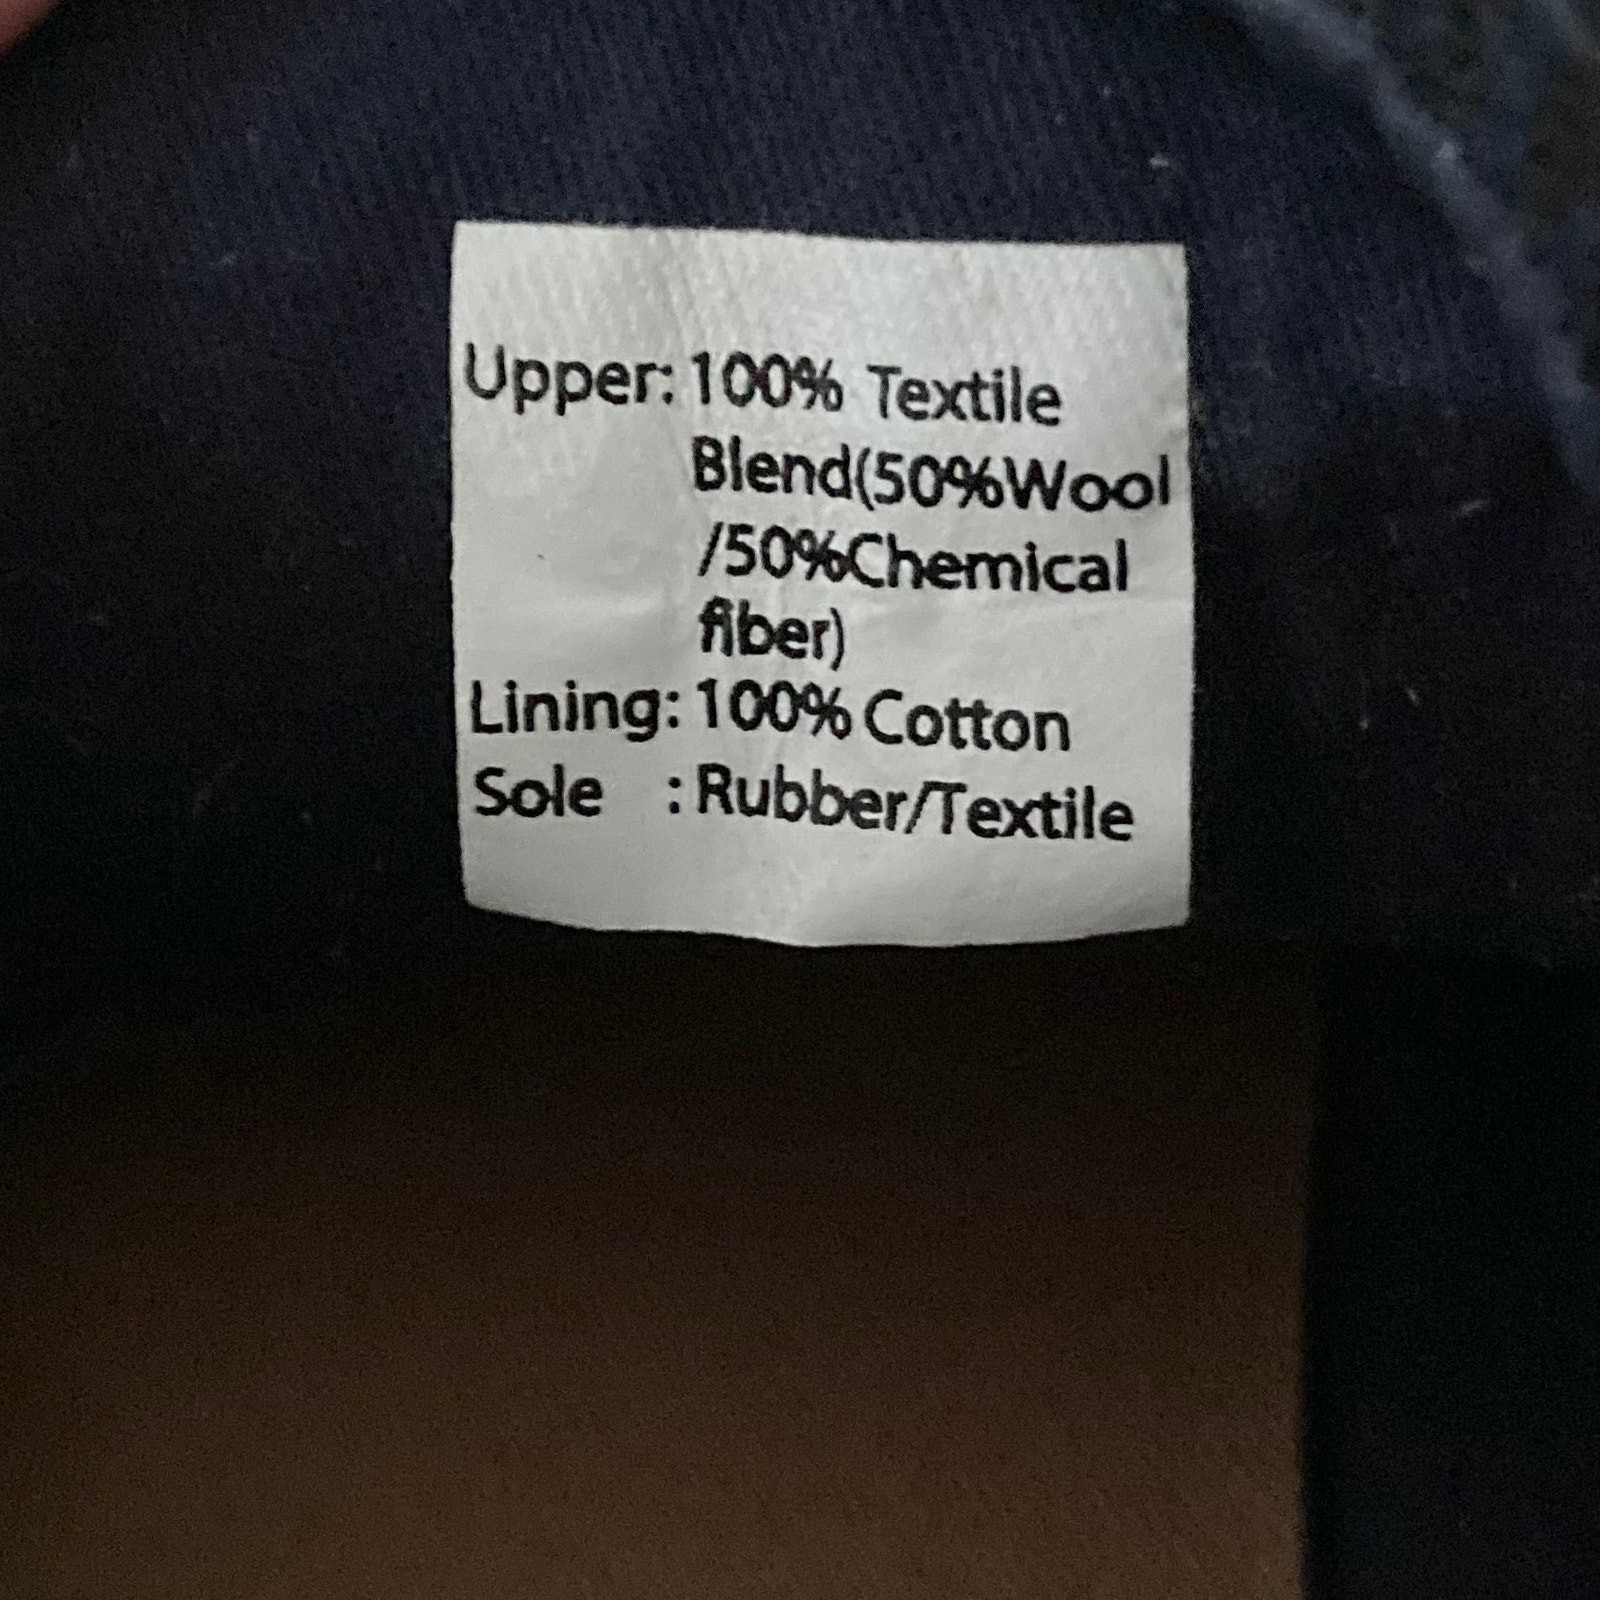 Upper: 100% Textile
Blend(50%Wool
/50%Chemical
fiber)
Lining: 100% Cotton
Sole : Rubber/Textile